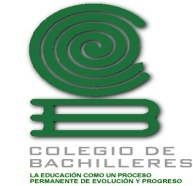 COLEGIO DE
BACHILLERES
LA EDUCACIÓN COMO UN PROCESO
PERMANENTE DE EVOLUCIÓN Y PROGRESO